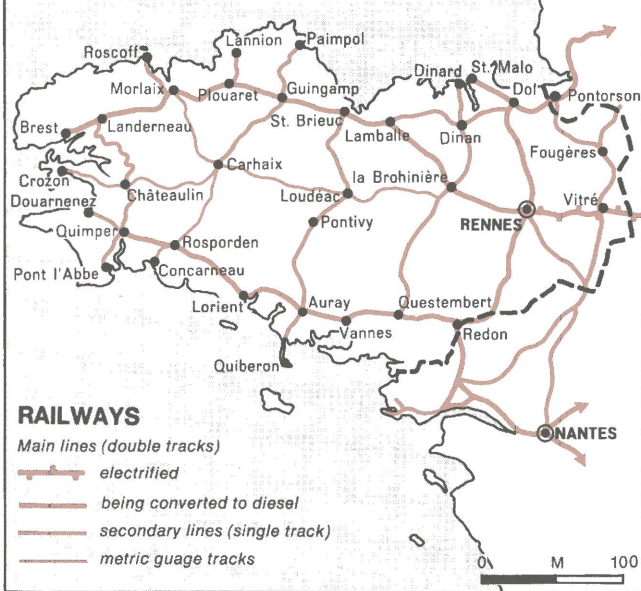 Roscoff
Lannion
Paimpol
Dinard
St. Malo
Morlaix
Plouaret
Guingamp
Dol
Pontorson
Brest
Landerneau
St. Brieuc
Lamballe
Dinan
Fougères
Crozon
Carhaix
la Brohinière
Châteaulin
Loudéac
Vitré
Douarnenez
Pontivy
RENNES
Quimper
Rosporden
Pont l'Abbe
Concarneau
Lorient
Auray
Questembert
Vannes
Redon
Quiberon
NANTES
RAILWAYS
Main lines (double tracks)
electrified
being converted to diesel
secondary lines (single track)
metric guage tracks
0 M 100